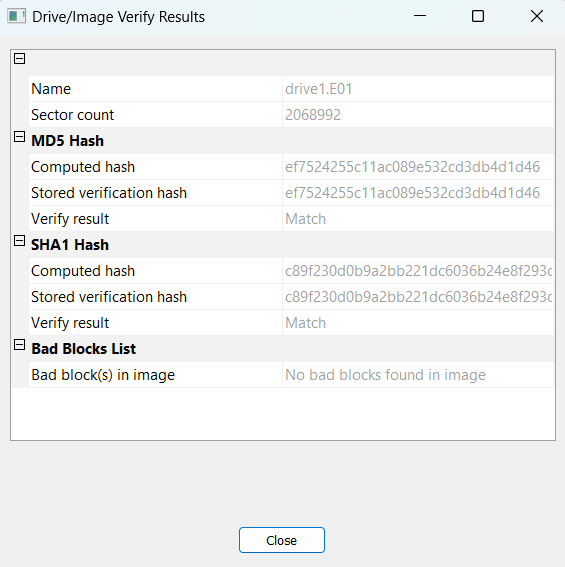 Drive/Image Verify Results
Name drive1.E01
Sector count 2068992
MD5 Hash
Computed hash ef7524255c11ac089e532cd3db4d1d46
Stored verification hash ef7524255c11ac089e532cd3db4d1d46
Verify result Match
SHA1 Hash
Computed hash c89f230d0b9a2bb221dc6036b24e8f293c
Stored verification hash c89f230d0b9a2bb221dc6036b24e8f293c
Verify result Match
Bad Blocks List
Bad block(s) in image No bad blocks found in image
Close